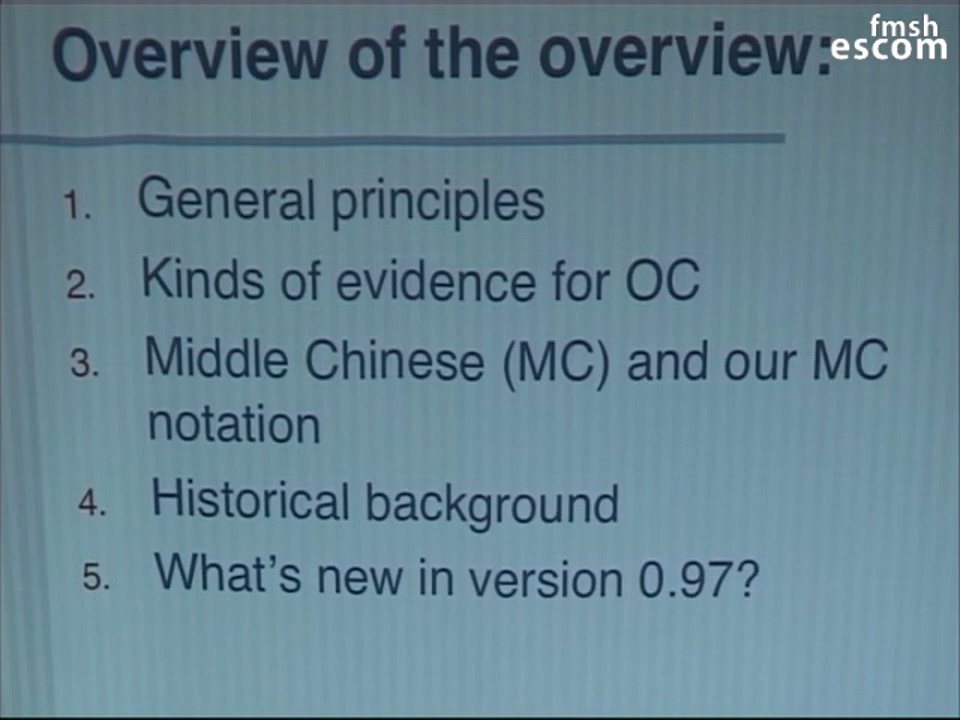 Overview of the overview:
fmsh
escom
1. General principles
2. Kinds of evidence for OC
3. Middle Chinese (MC) and our MC
notation
4. Historical background
5. What's new in version 0.97?